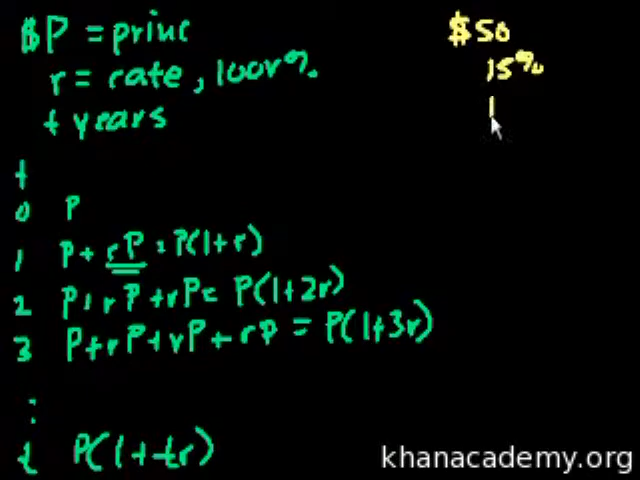 $P = princ
r = rate, 100r%
t years
$50
15%
1
t
0 P
1 P + rP = P(1+r)
2 P+rP+rP= P(1+2r)
3 P+rP+rP+rP = P(1+3r)
:
t P(1+tr)
khanacademy.org